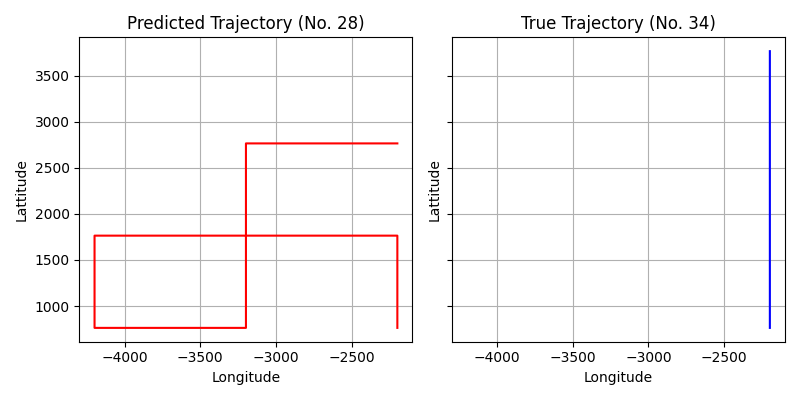 Predicted Trajectory (No. 28)
True Trajectory (No. 34)
Lattitude
3500
3000
2500
2000
1500
1000
−4000
−3500
−3000
−2500
Longitude
Lattitude
−4000
−3500
−3000
−2500
Longitude